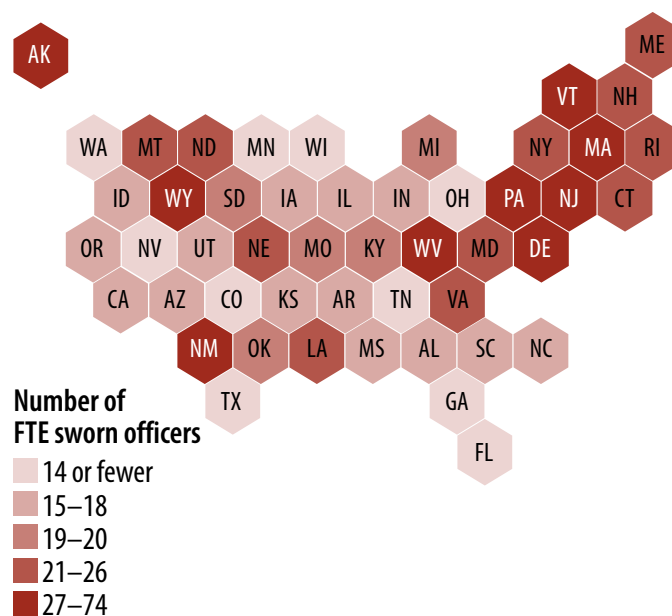 AK
ME
VT NH
WA MT ND MN WI MI NY MA RI
ID WY SD IA IL IN OH PA NJ CT
OR NV UT NE MO KY WV MD DE
CA AZ CO KS AR TN VA
NM OK LA MS AL SC NC
TX GA
FL
Number of
FTE sworn officers
14 or fewer
15–18
19–20
21–26
27–74